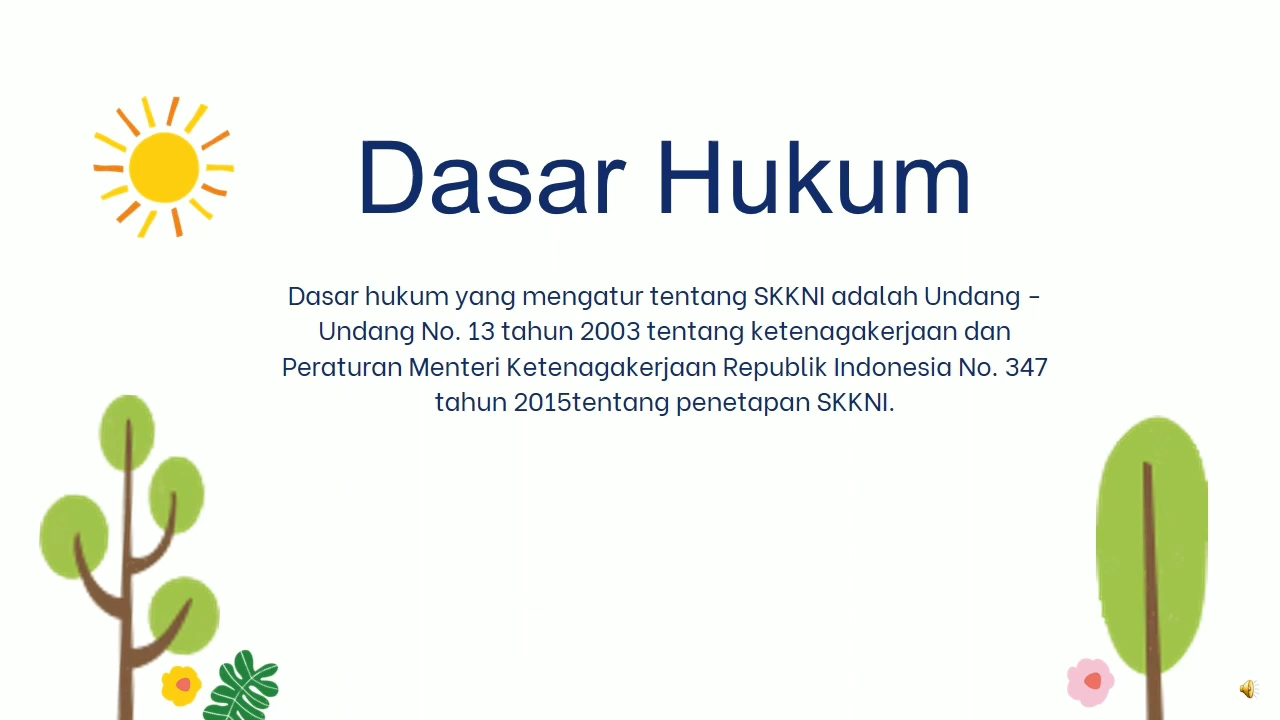 Dasar Hukum
Dasar hukum yang mengatur tentang SKKNI adalah Undang -
Undang No. 13 tahun 2003 tentang ketenagakerjaan dan
Peraturan Menteri Ketenagakerjaan Republik Indonesia No. 347
tahun 2015tentang penetapan SKKNI.